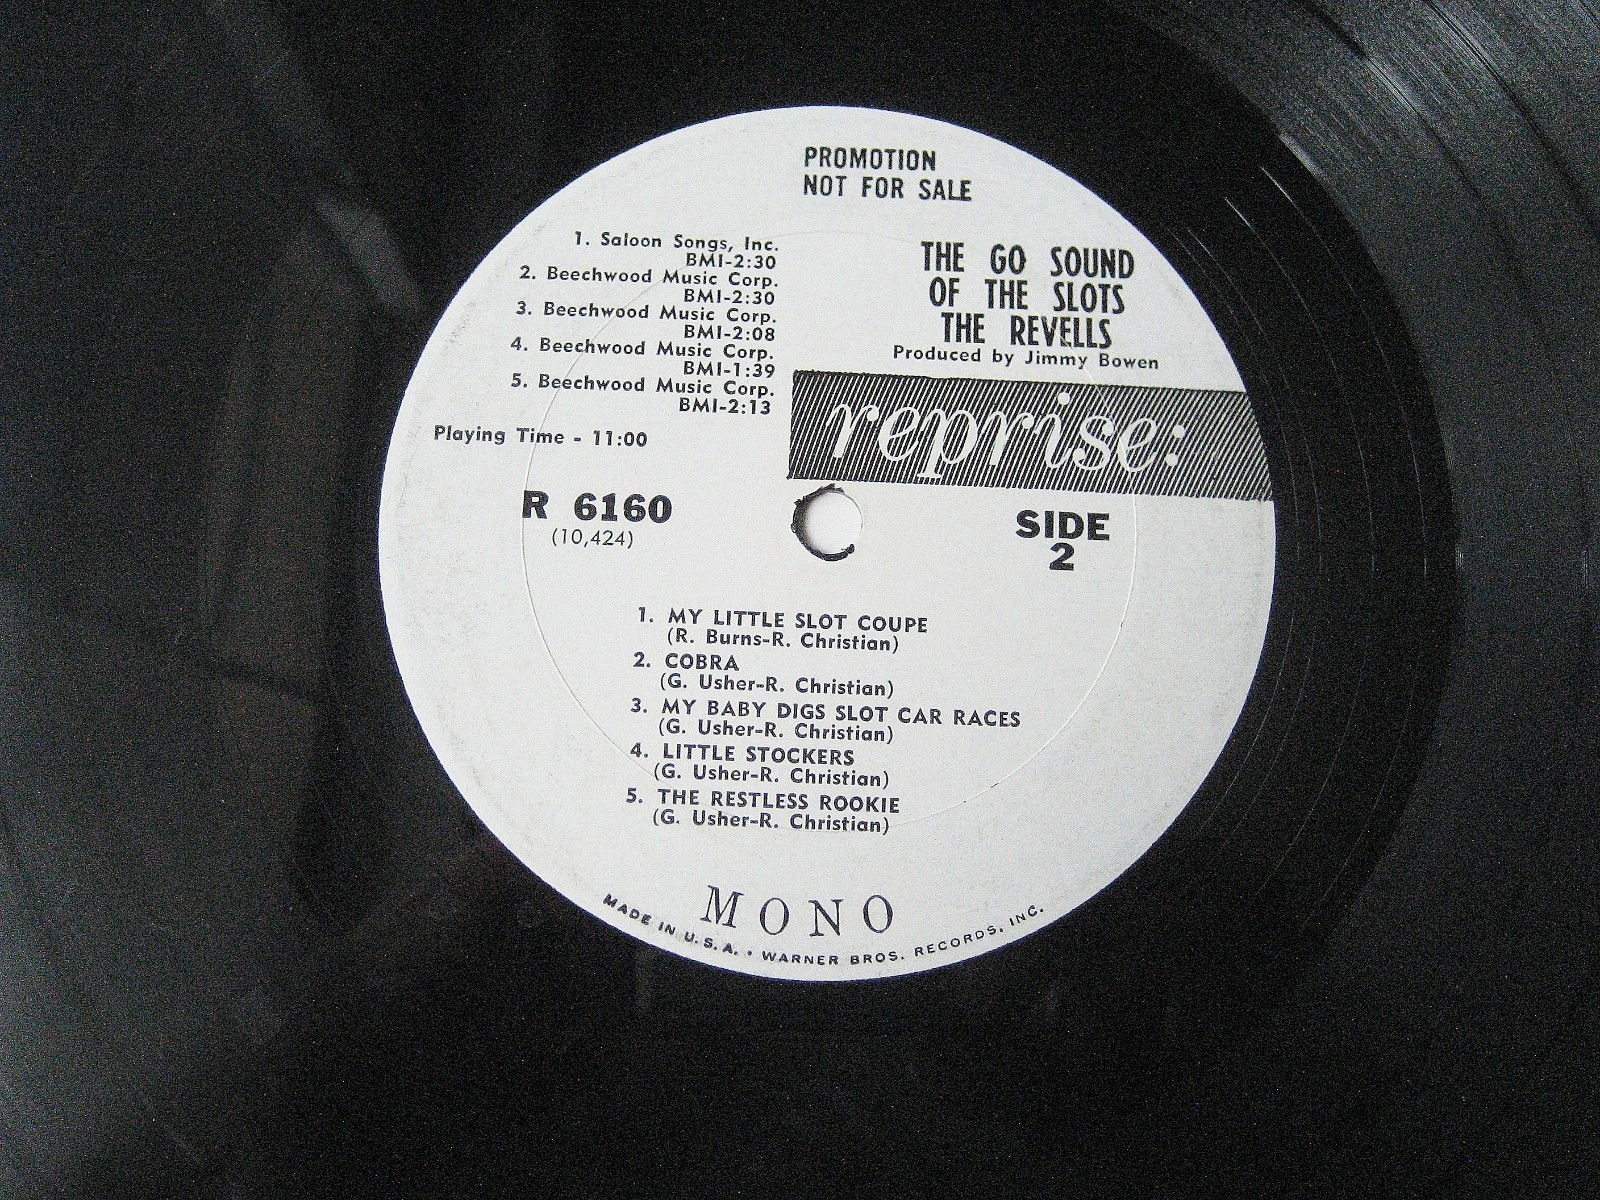 PROMOTION
NOT FOR SALE
1. Saloon Songs, Inc.
BMI-2:30
2. Beechwood Music Corp.
BMI-2:30
3. Beechwood Music Corp.
BMI-2:08
4. Beechwood Music Corp.
BMI-1:39
5. Beechwood Music Corp.
BMI-2:13
Playing Time - 11:00
THE GO SOUND
OF THE SLOTS
THE REVELLS
Produced by Jimmy Bowen
reprise:
R 6160
(10,424)
SIDE
2
1. MY LITTLE SLOT COUPE
(R. Burns-R. Christian)
2. COBRA
(G. Usher-R. Christian)
3. MY BABY DIGS SLOT CAR RACES
(G. Usher-R. Christian)
4. LITTLE STOCKERS
(G. Usher-R. Christian)
5. THE RESTLESS ROOKIE
(G. Usher-R. Christian)
MONO
MADE IN U.S.A. • WARNER BROS. RECORDS, INC.